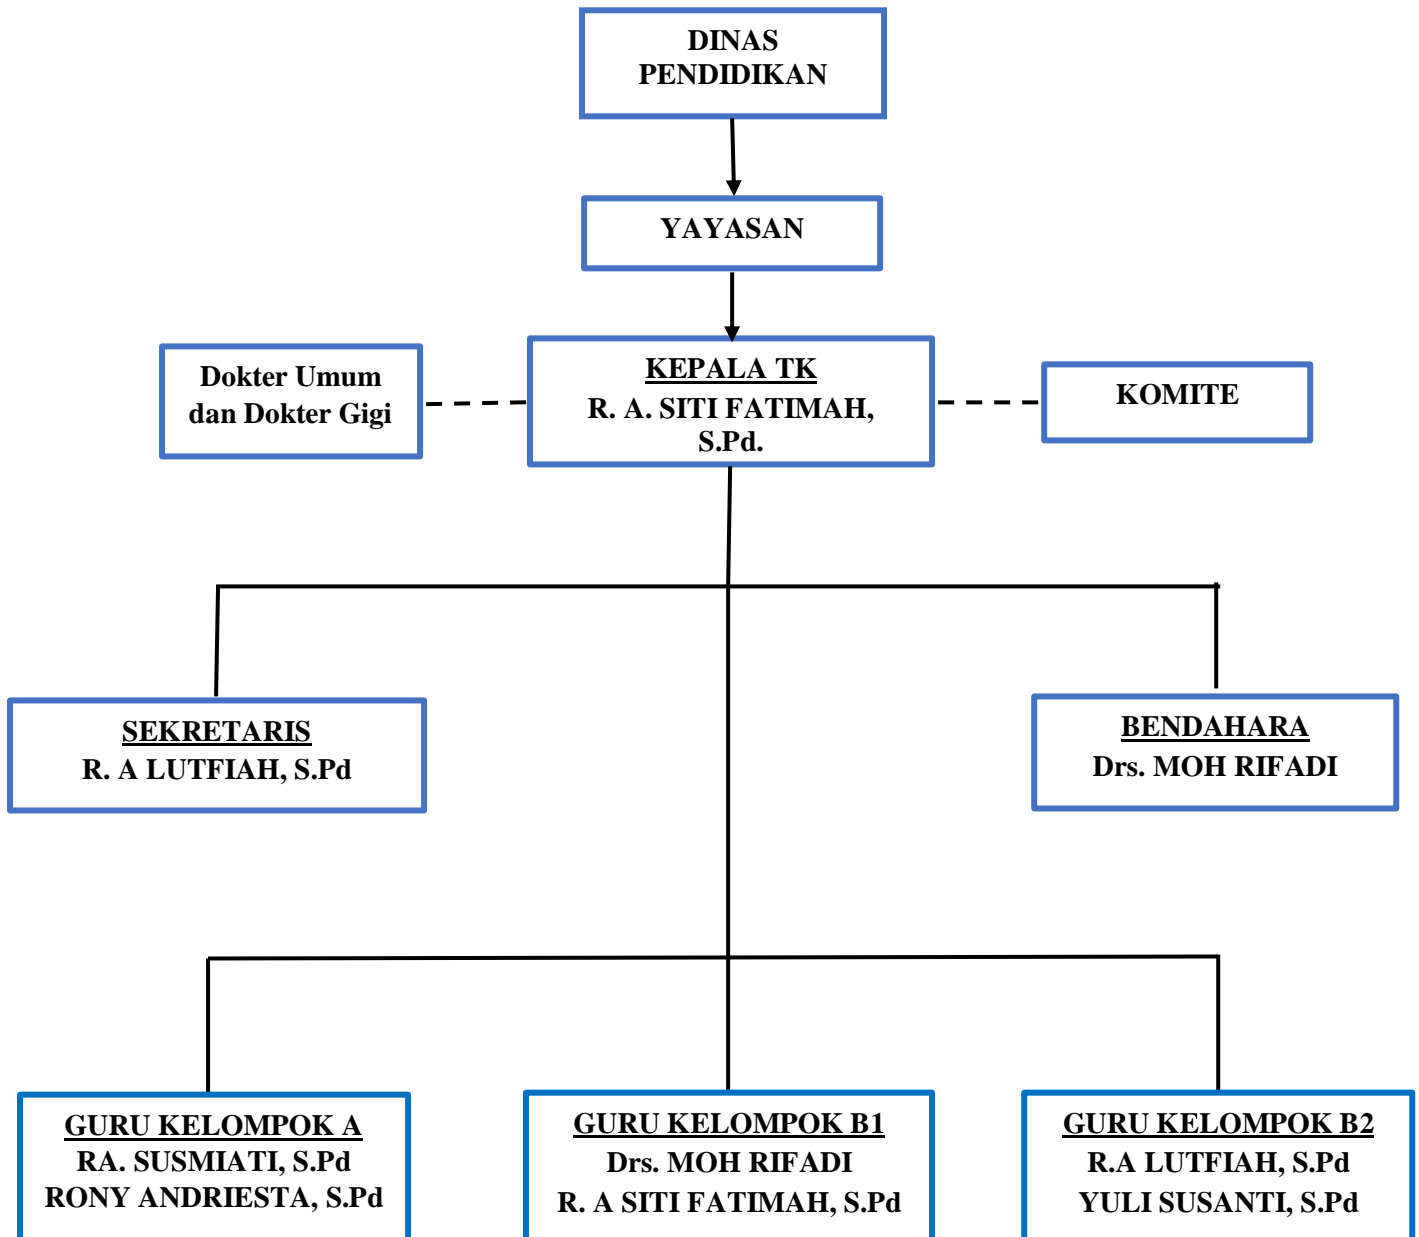 DINAS
PENDIDIKAN
YAYASAN
Dokter Umum
dan Dokter Gigi
KEPALA TK
R. A. SITI FATIMAH,
S.Pd.
KOMITE
SEKRETARIS
R. A LUTFIAH, S.Pd
BENDAHARA
Drs. MOH RIFADI
GURU KELOMPOK A
RA. SUSMIATI, S.Pd
RONY ANDRIESTA, S.Pd
GURU KELOMPOK B1
Drs. MOH RIFADI
R. A SITI FATIMAH, S.Pd
GURU KELOMPOK B2
R.A LUTFIAH, S.Pd
YULI SUSANTI, S.Pd